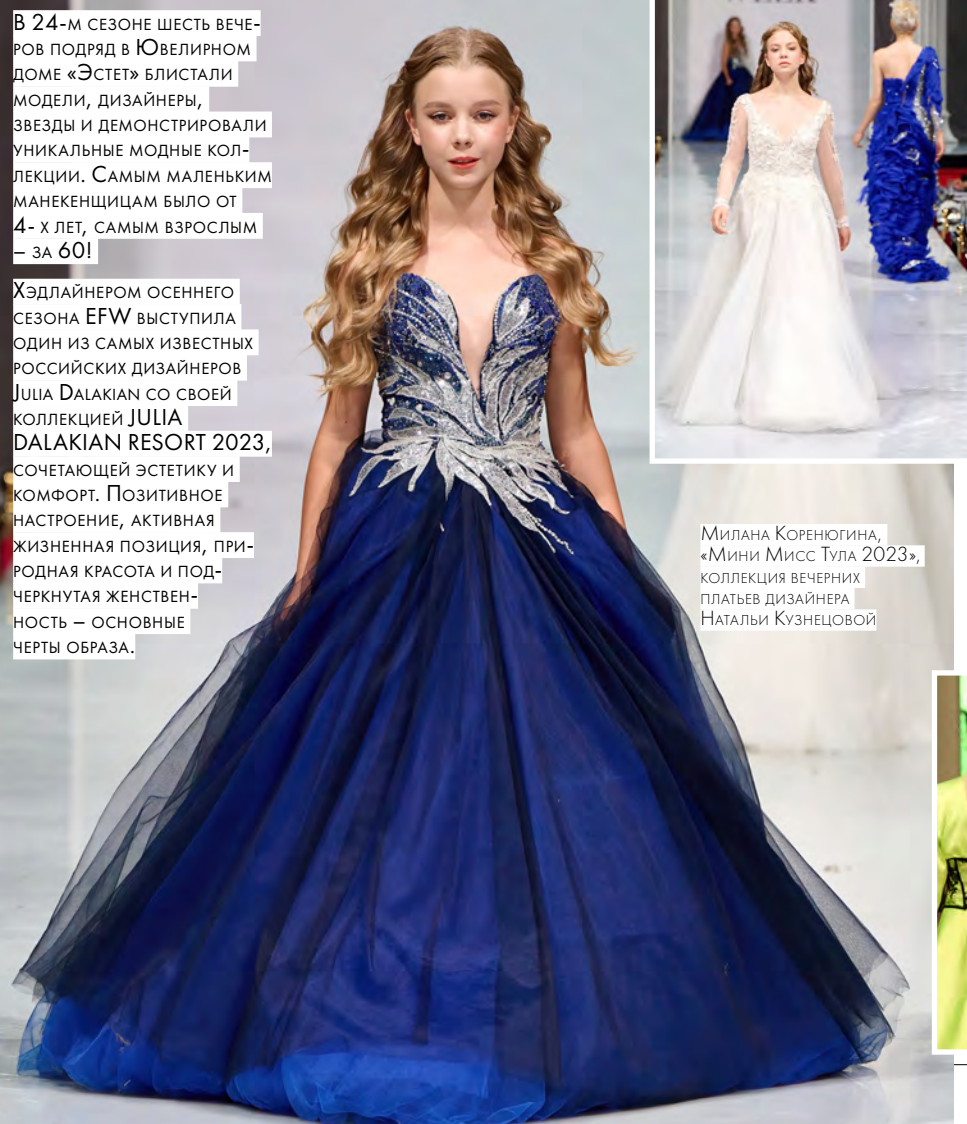 В 24-м сезоне шесть вече-
ров подряд в Ювелирном
доме «Эстет» блистали
модели, дизайнеры,
звезды и демонстрировали
уникальные модные кол-
лекции. Самым маленьким
манекенщицам было от
4- х лет, самым взрослым
– за 60!
Хэдлайнером осеннего
сезона EFW выступила
один из самых известных
российских дизайнеров
Julia Dalakian со своей
коллекцией JULIA
DALAKIAN RESORT 2023,
сочетающей эстетику и
комфорт. Позитивное
настроение, активная
жизненная позиция, при-
родная красота и под-
черкнутая женствен-
ность – основные
черты образа.
Милана Коренюгина,
«Мини Мисс Тула 2023»,
коллекция вечерних
платьев дизайнера
Натальи Кузнецовой